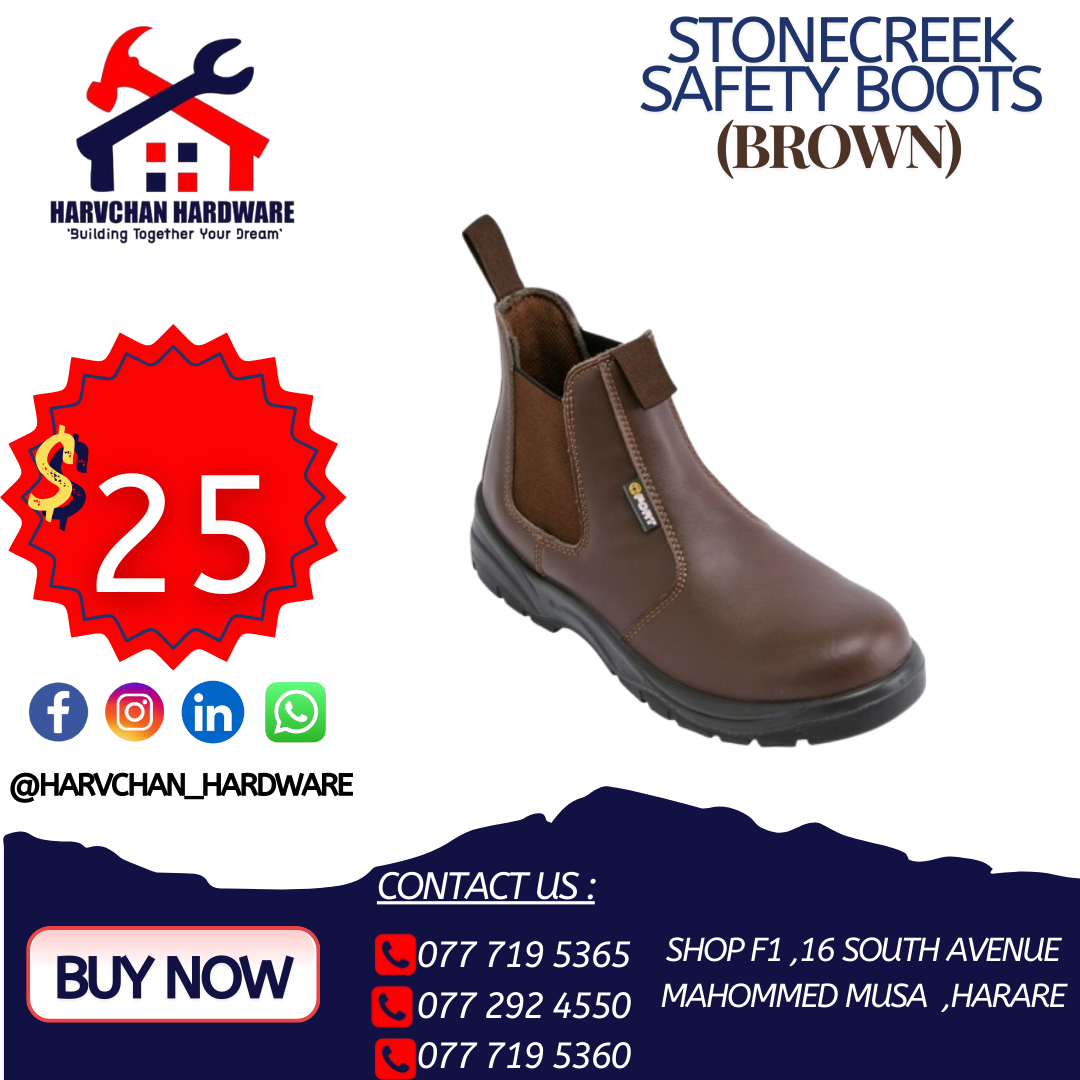 HARVCHAN HARDWARE
'Building Together Your Dream'
STONECREEK
SAFETY BOOTS
(BROWN)
$25
FORT
@HARVCHAN_HARDWARE
BUY NOW
CONTACT US :
077 719 5365
077 292 4550
077 719 5360
SHOP F1 ,16 SOUTH AVENUE
MAHOMMED MUSA ,HARARE